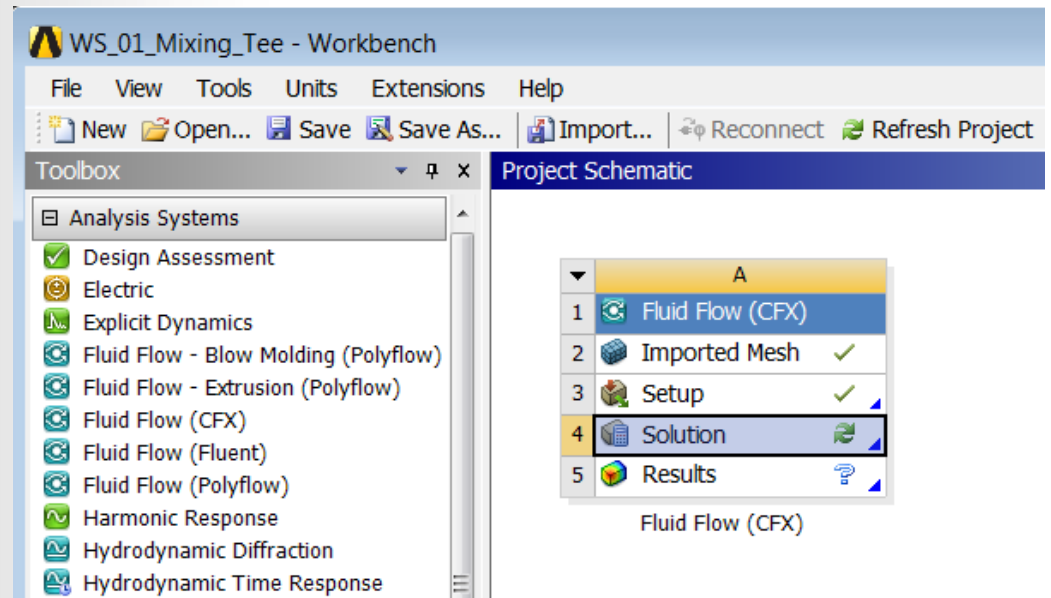 WS_01_Mixing_Tee - Workbench
File View Tools Units Extensions Help
New Open... Save Save As... Import... Reconnect Refresh Project
Toolbox
Analysis Systems
Design Assessment
Electric
Explicit Dynamics
Fluid Flow - Blow Molding (Polyflow)
Fluid Flow - Extrusion (Polyflow)
Fluid Flow (CFX)
Fluid Flow (Fluent)
Fluid Flow (Polyflow)
Harmonic Response
Hydrodynamic Diffraction
Hydrodynamic Time Response
Project Schematic
A
1 Fluid Flow (CFX)
2 Imported Mesh
3 Setup
4 Solution
5 Results
Fluid Flow (CFX)